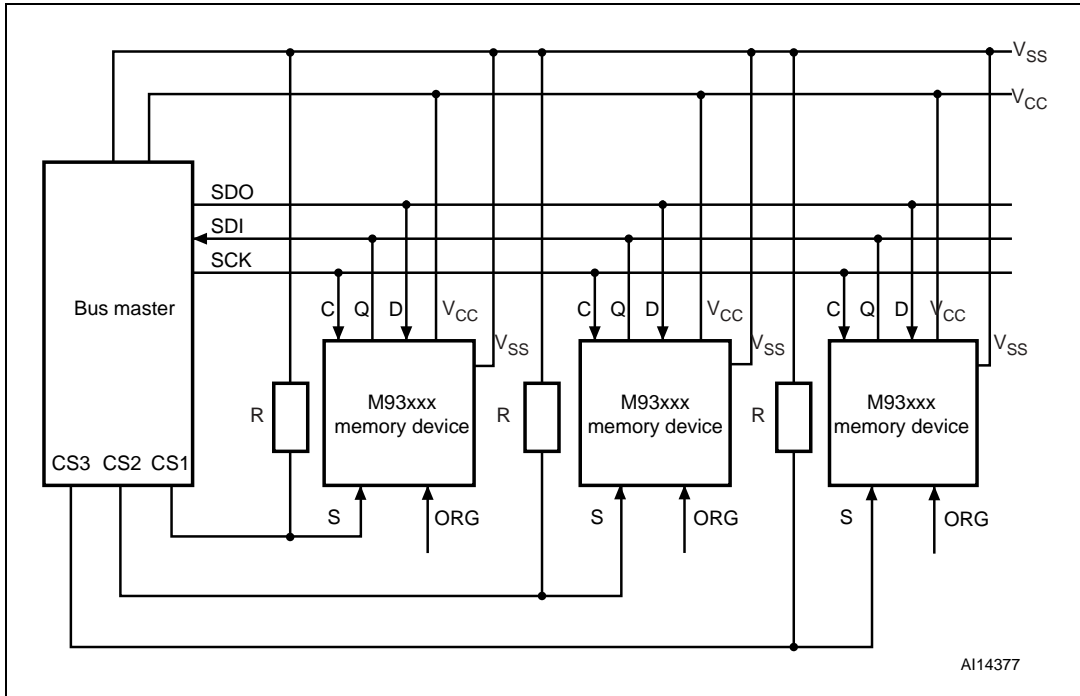 VSS
VCC
SDO
SDI
SCK
Bus master
C Q D VCC
VSS
C Q D VCC
VSS
C Q D VCC
VSS
R
M93xxx
memory device
R
M93xxx
memory device
R
M93xxx
memory device
CS3 CS2 CS1
S ORG
S ORG
S ORG
AI14377